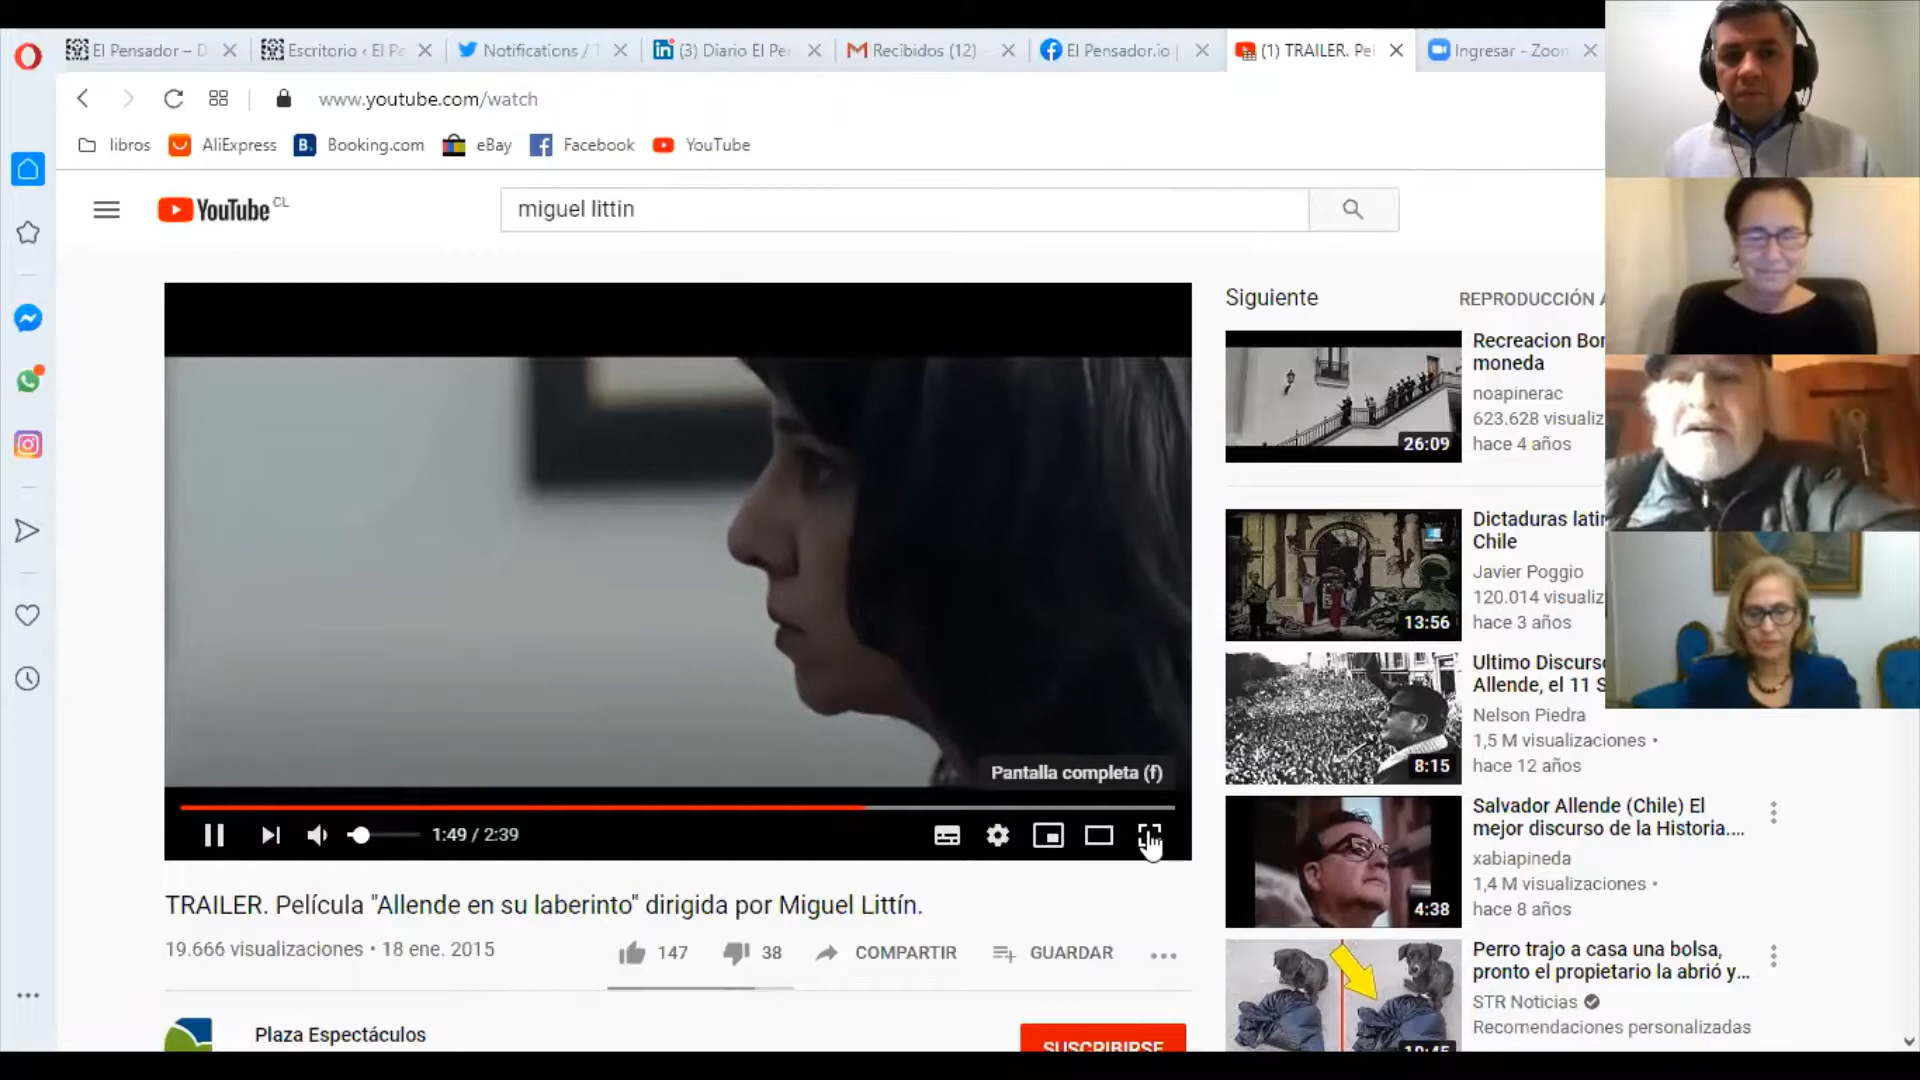 El Pensador – D
Escritorio ‹ El Pe
Notifications / T
(3) Diario El Pe
Recibidos (12) -
El Pensador.io |
(1) TRAILER. Pel
Ingresar - Zoom
www.youtube.com/watch
libros
AliExpress
Booking.com
eBay
Facebook
YouTube
YouTube CL
miguel littin
Siguiente
REPRODUCCIÓN A
Recreacion Bor
moneda
noapinerac
623.628 visualiz
hace 4 años
26:09
Dictaduras latir
Chile
Javier Poggio
120.014 visualiz
hace 3 años
13:56
Ultimo Discurso
Allende, el 11 S
Nelson Piedra
1,5 M visualizaciones •
hace 12 años
8:15
Salvador Allende (Chile) El
mejor discurso de la Historia....
xabiapineda
1,4 M visualizaciones •
hace 8 años
4:38
Perro trajo a casa una bolsa,
pronto el propietario la abrió y...
STR Noticias
Recomendaciones personalizadas
10:45
Pantalla completa (f)
1:49 / 2:39
TRAILER. Película "Allende en su laberinto" dirigida por Miguel Littín.
19.666 visualizaciones • 18 ene. 2015
147
38
COMPARTIR
GUARDAR
Plaza Espectáculos
SUSCRIBIRSE